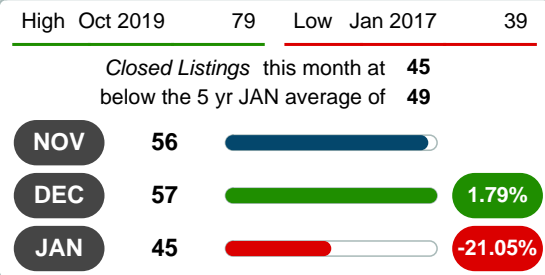 High Oct 2019 79 Low Jan 2017 39
Closed Listings this month at 45
below the 5 yr JAN average of 49
NOV 56
DEC 57 1.79%
JAN 45 -21.05%